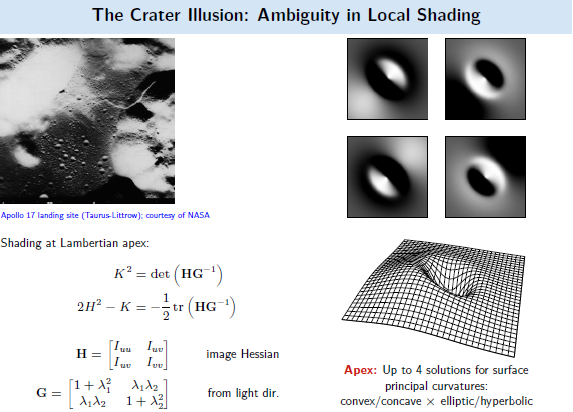 The Crater Illusion: Ambiguity in Local Shading
Apollo 17 landing site (Taurus-Littrow); courtesy of NASA
Shading at Lambertian apex:
K² = det (HG⁻¹)
2H² − K = −1/2 tr (HG⁻¹)
H = [I_uu I_uv; I_uv I_vv] image Hessian
G = [1 + λ₁² λ₁λ₂; λ₁λ₂ 1 + λ₂²] from light dir.
Apex: Up to 4 solutions for surface
principal curvatures:
convex/concave × elliptic/hyperbolic